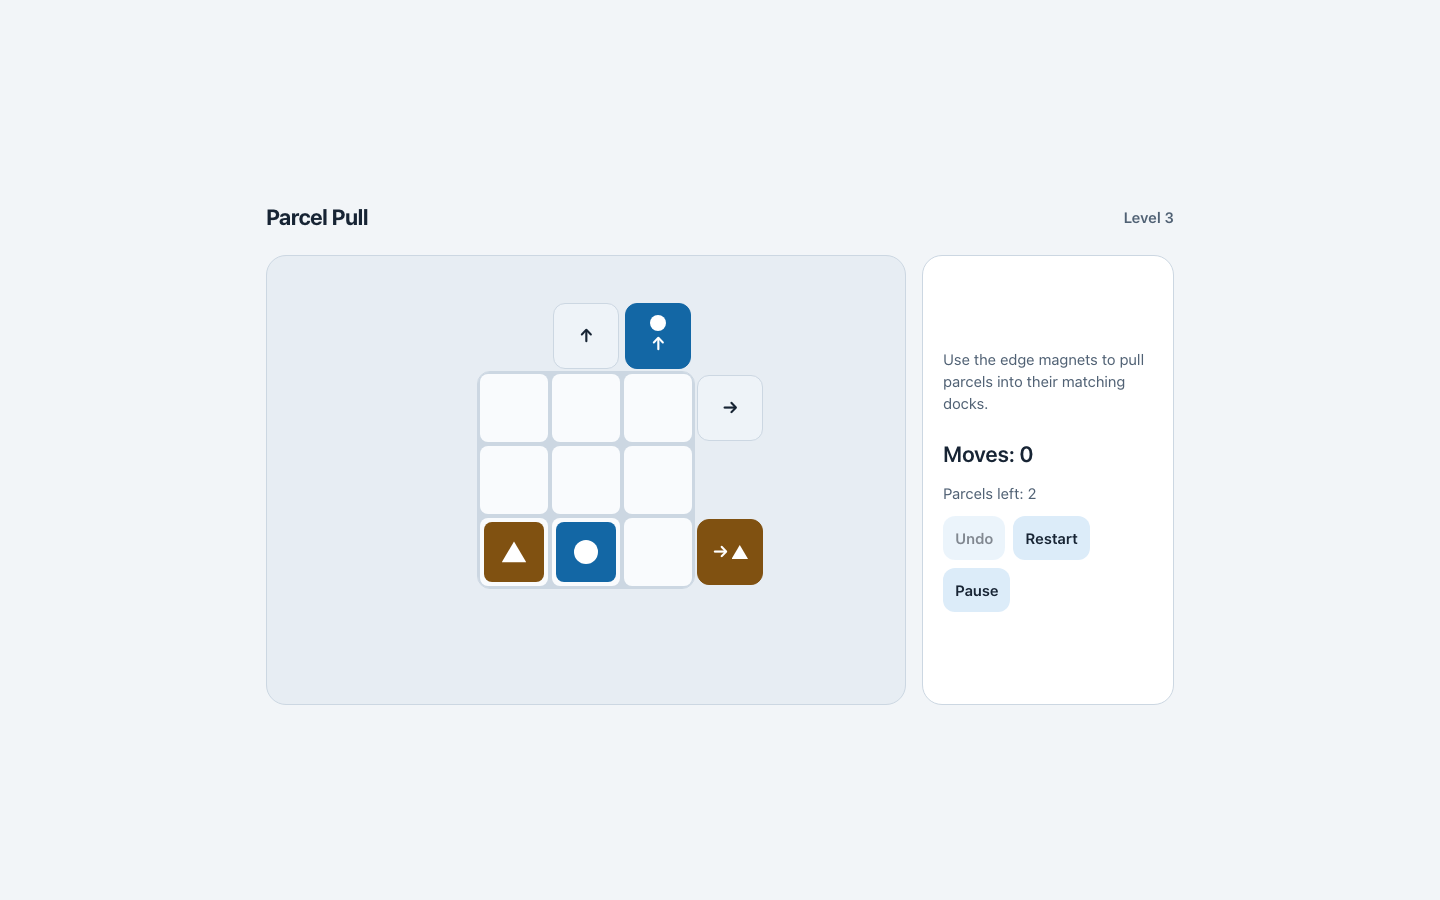 Parcel Pull
Level 3
Use the edge magnets to pull
parcels into their matching
docks.
Moves: 0
Parcels left: 2
Undo
Restart
Pause